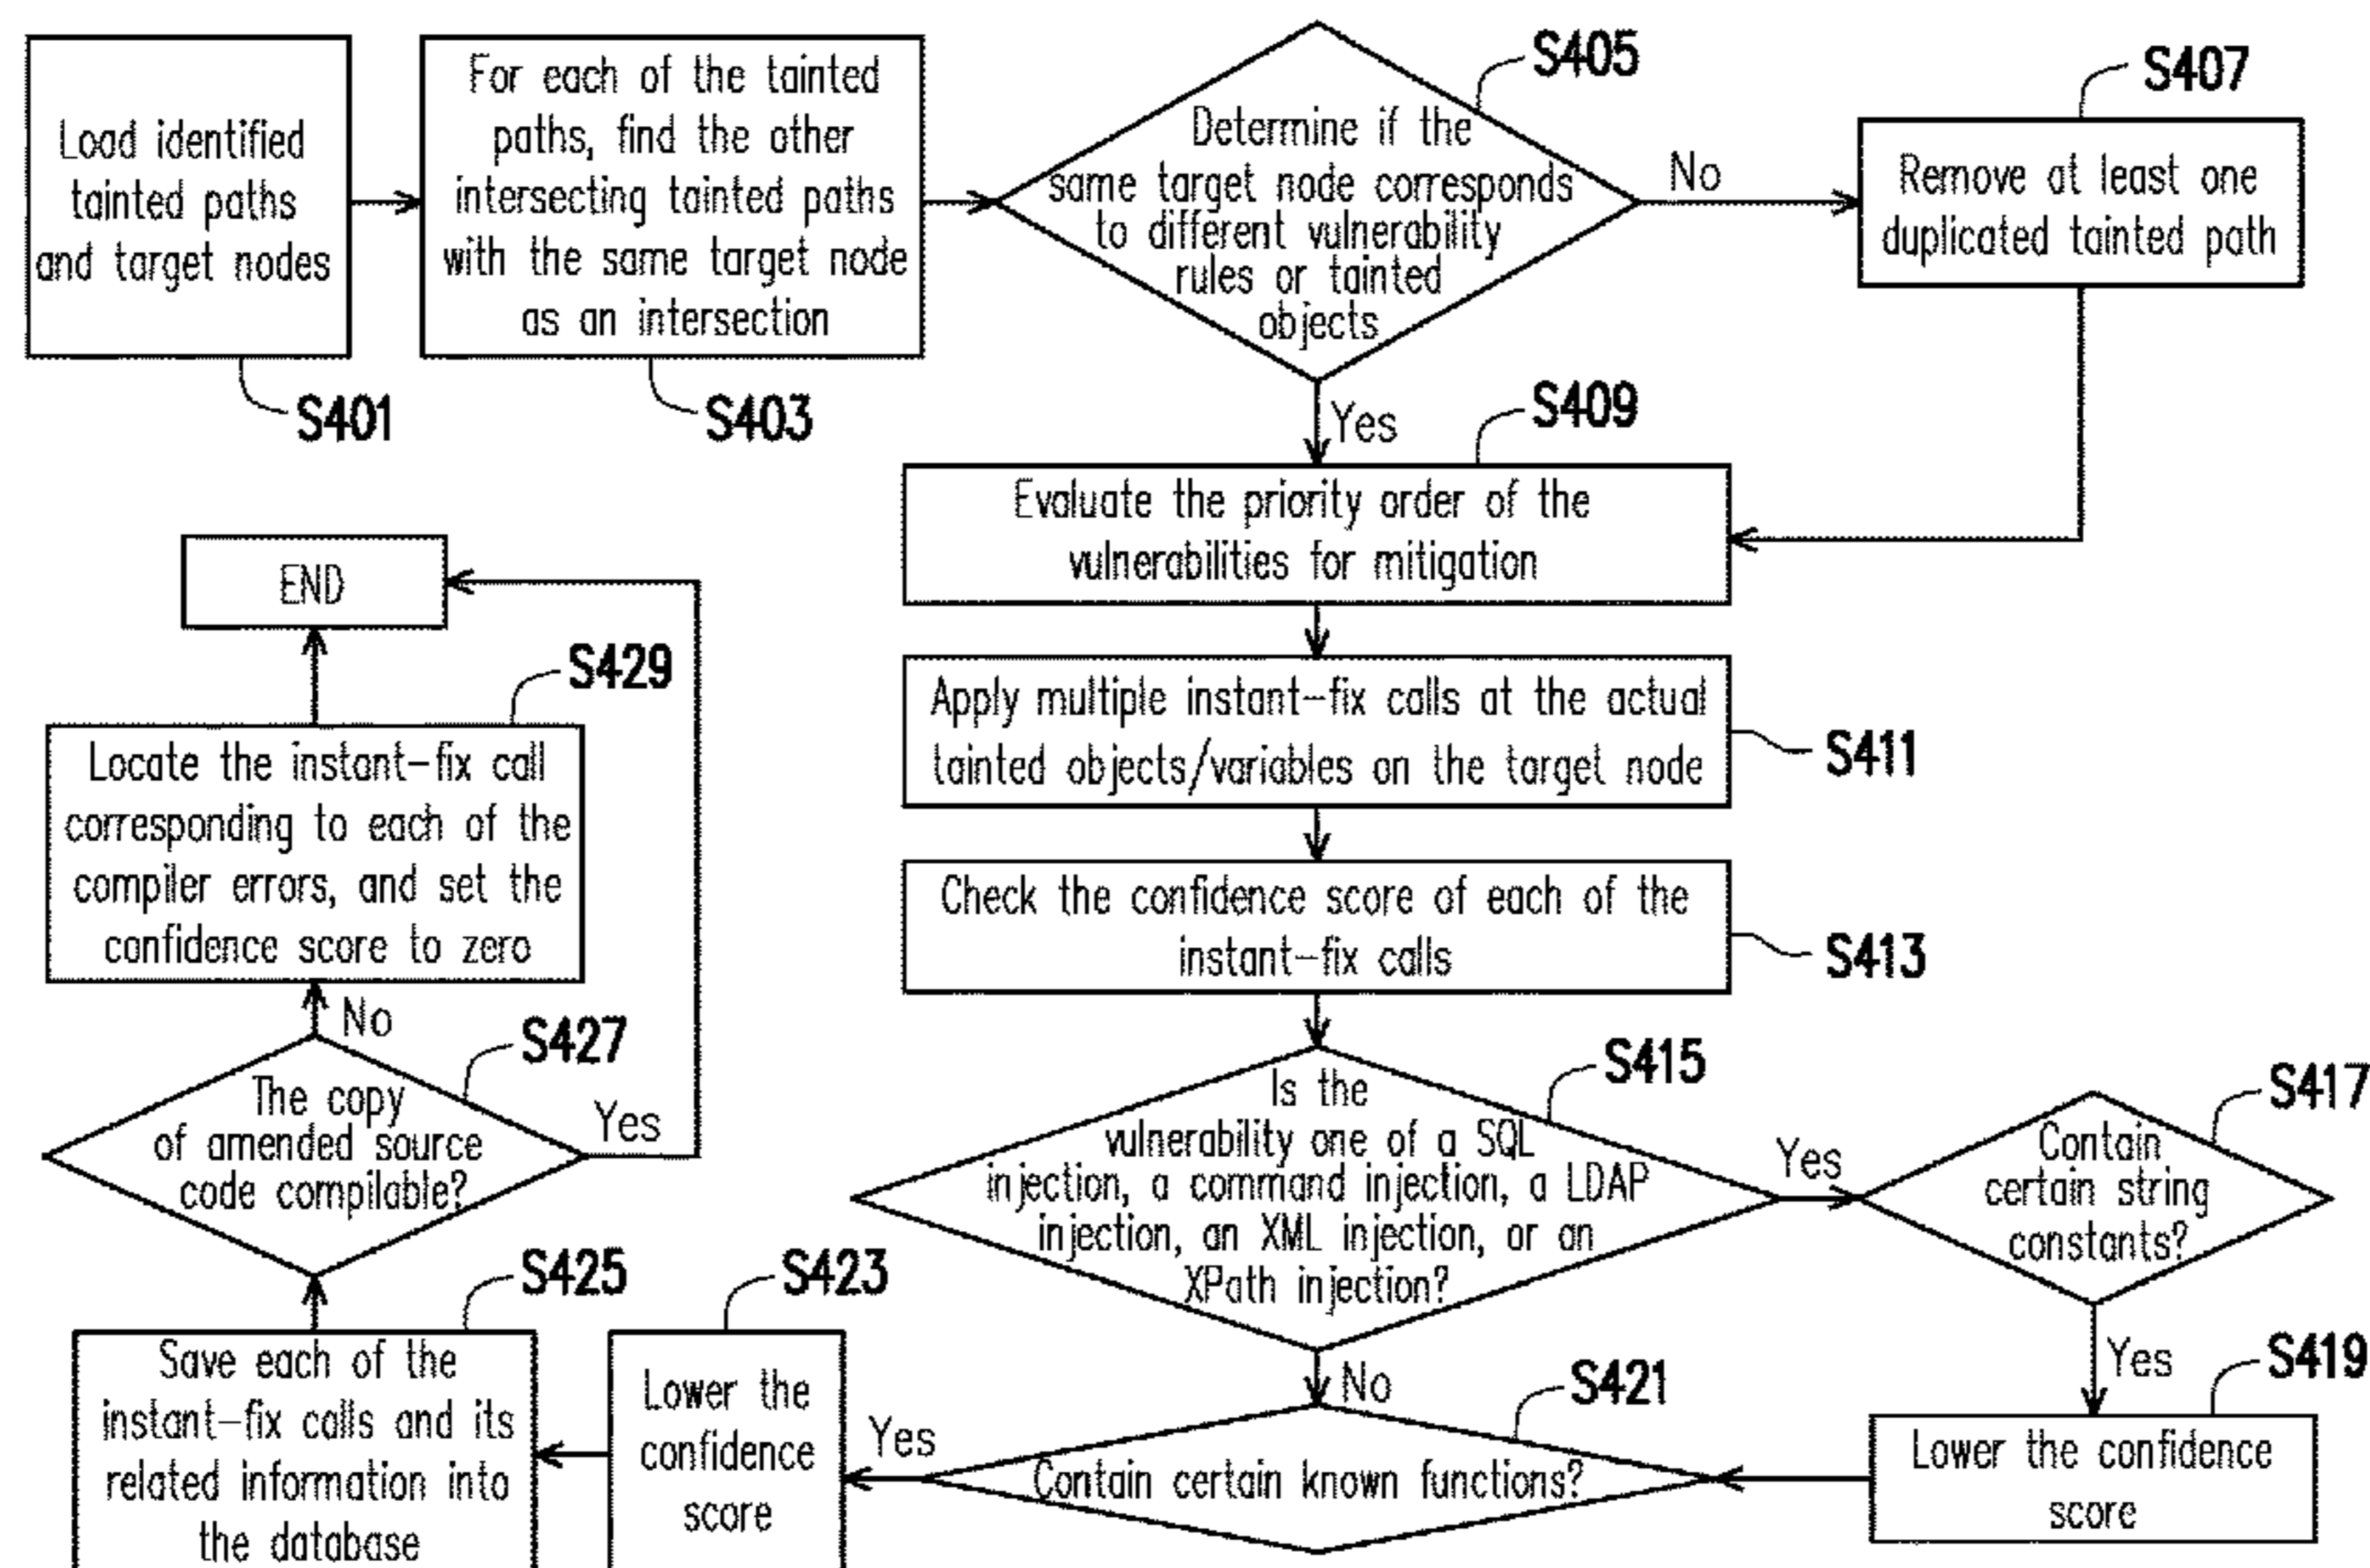 Load identified
tainted paths
and target nodes
S401
For each of the tainted
paths, find the other
intersecting tainted paths
with the same target node
as an intersection
S403
Determine if the
same target node corresponds
to different vulnerability
rules or tainted
objects
S405
No
Remove at least one
duplicated tainted path
S407
Yes
S409
Evaluate the priority order of the
vulnerabilities for mitigation
Apply multiple instant-fix calls at the actual
tainted objects/variables on the target node
S411
Check the confidence score of each of the
instant-fix calls
S413
Is the
vulnerability one of a SQL
injection, a command injection, a LDAP
injection, an XML injection, or an
XPath injection?
S415
Yes
Contain
certain string
constants?
S417
Yes
Lower the confidence
score
S419
No
Contain certain known functions?
S421
Yes
Lower the
confidence
score
S423
Save each of the
instant-fix calls and its
related information into
the database
S425
The copy
of amended source
code compilable?
S427
Yes
No
Locate the instant-fix call
corresponding to each of the
compiler errors, and set the
confidence score to zero
S429
END